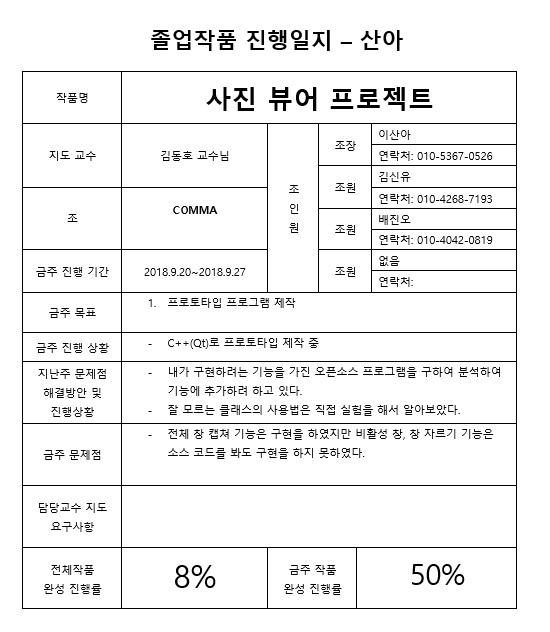 졸업작품 진행일지 – 산아
작품명
사진 뷰어 프로젝트
지도 교수
김동호 교수님
조
인
원
조장
이산아
연락처: 010-5367-0526
조원
김신유
연락처: 010-4268-7193
조
COMMA
조원
배진오
연락처: 010-4042-0819
금주 진행 기간
2018.9.20~2018.9.27
조원
없음
연락처:
금주 목표
1. 프로토타입 프로그램 제작
금주 진행 상황
- C++(Qt)로 프로토타입 제작 중
지난주 문제점
해결방안 및
진행상황
- 내가 구현하려는 기능을 가진 오픈소스 프로그램을 구하여 분석하여
기능에 추가하려 하고 있다.
- 잘 모르는 클래스의 사용법은 직접 실험을 해서 알아보았다.
금주 문제점
- 전체 창 캡쳐 기능은 구현을 하였지만 비활성 창, 창 자르기 기능은
소스 코드를 봐도 구현을 하지 못하였다.
담당교수 지도
요구사항
전체작품
완성 진행률
8%
금주 작품
완성 진행률
50%